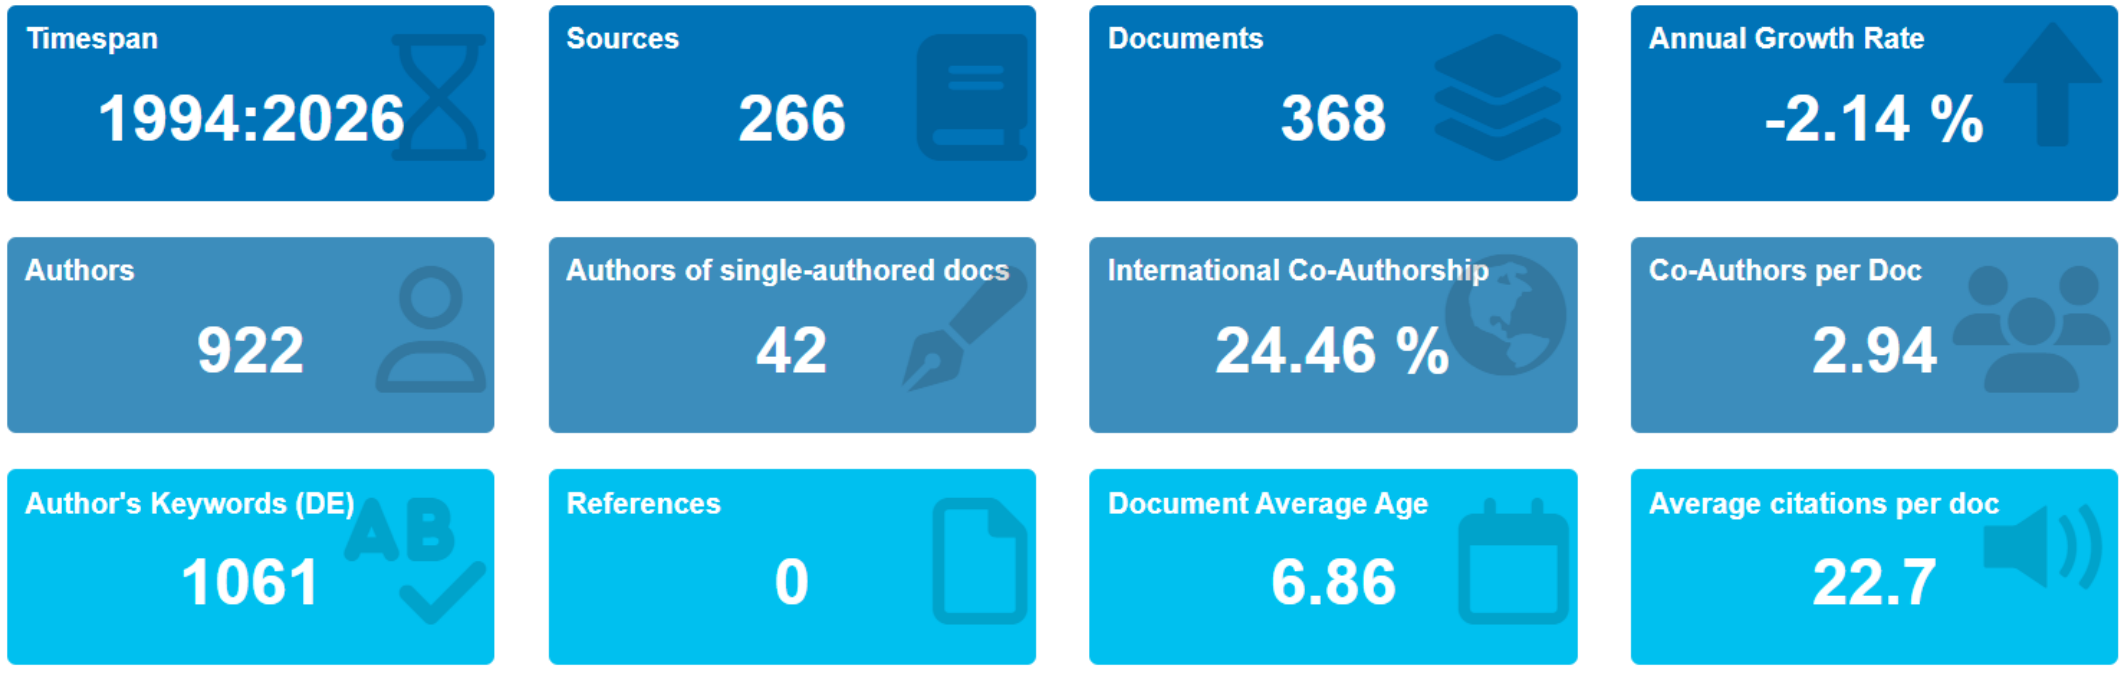 Timespan
1994:2026
Sources
266
Documents
368
Annual Growth Rate
-2.14 %
Authors
922
Authors of single-authored docs
42
International Co-Authorship
24.46 %
Co-Authors per Doc
2.94
Author's Keywords (DE)
AB
1061
References
0
Document Average Age
6.86
Average citations per doc
22.7